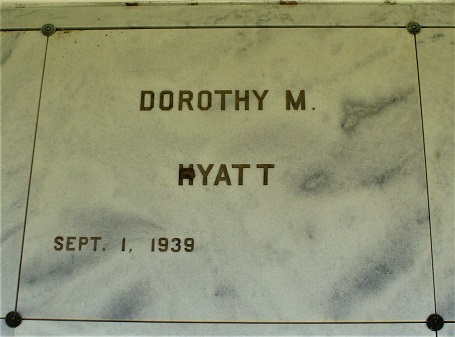 DOROTHY M.
HYATT
SEPT. 1, 1939